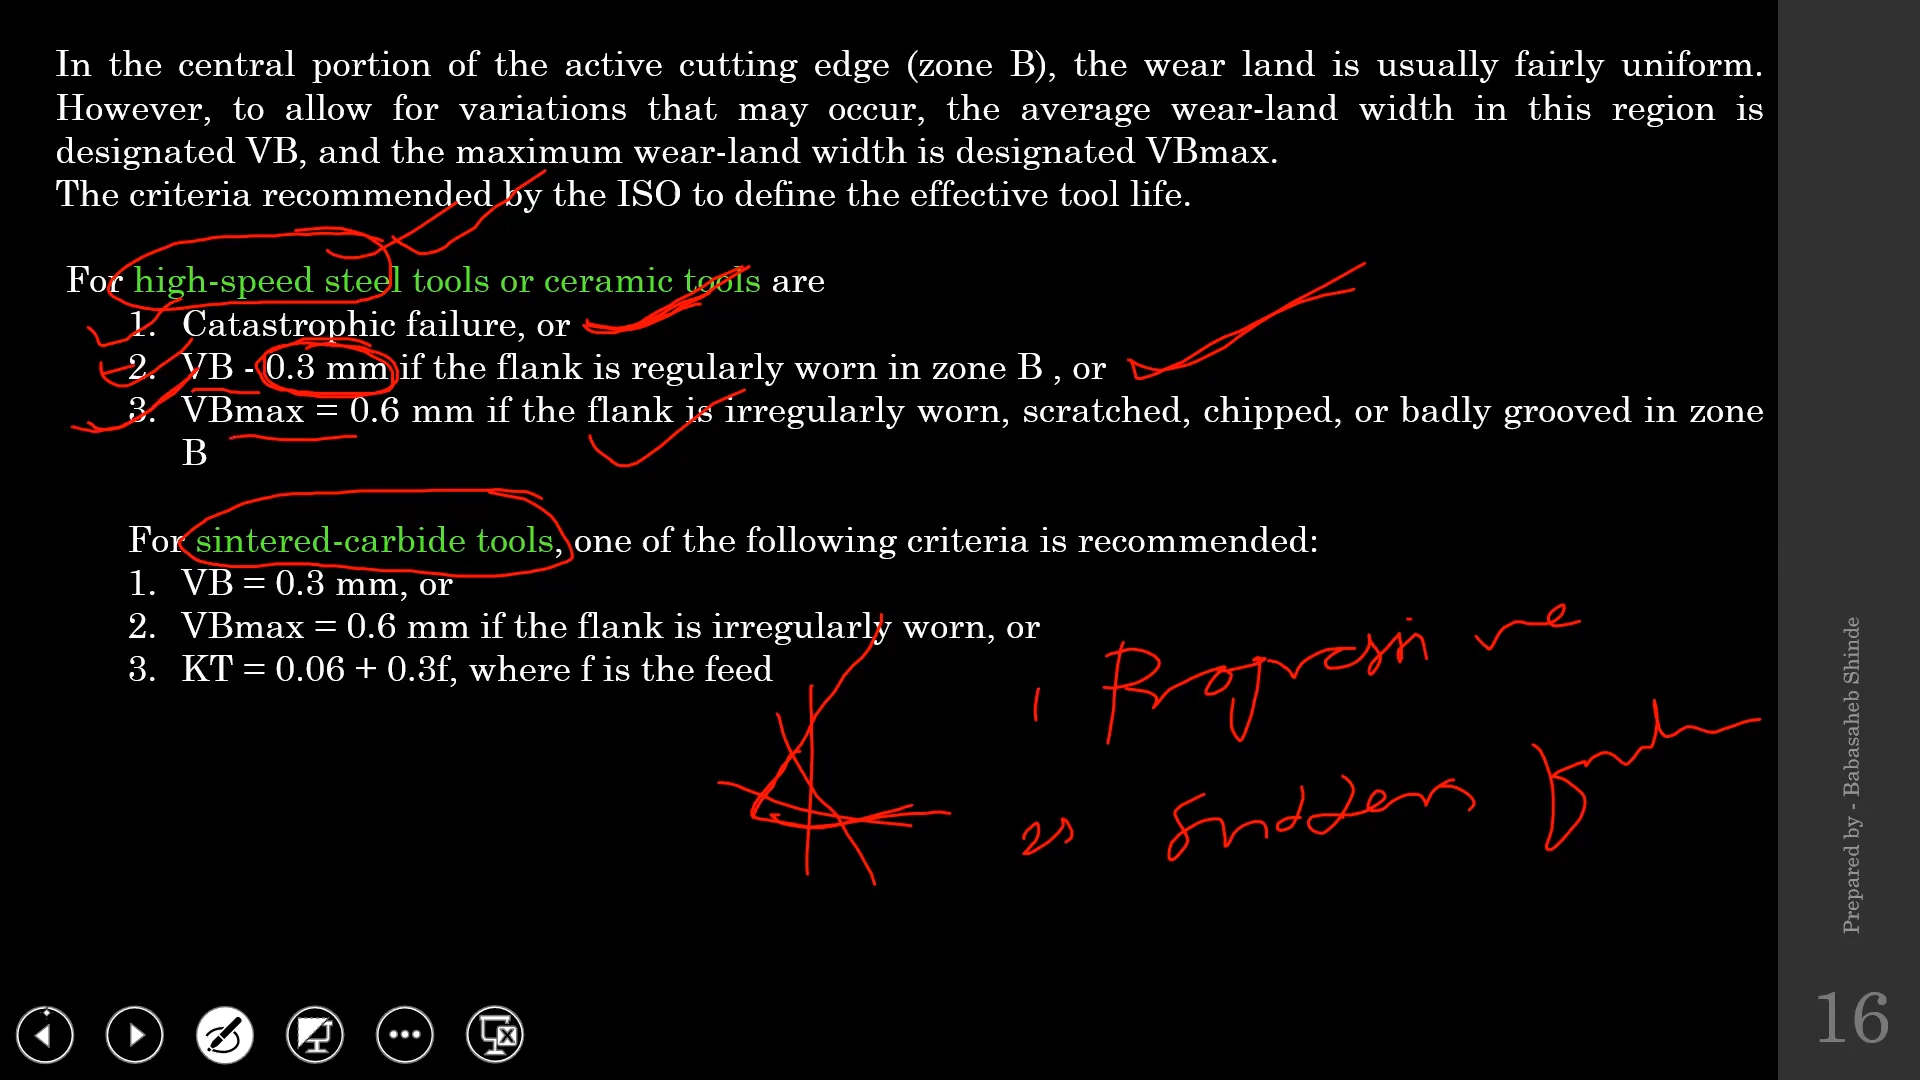 In the central portion of the active cutting edge (zone B), the wear land is usually fairly uniform.
However, to allow for variations that may occur, the average wear-land width in this region is
designated VB, and the maximum wear-land width is designated VBmax.
The criteria recommended by the ISO to define the effective tool life.
For high-speed steel tools or ceramic tools are
1. Catastrophic failure, or
2. VB - 0.3 mm if the flank is regularly worn in zone B , or
3. VBmax = 0.6 mm if the flank is irregularly worn, scratched, chipped, or badly grooved in zone
B
For sintered-carbide tools, one of the following criteria is recommended:
1. VB = 0.3 mm, or
2. VBmax = 0.6 mm if the flank is irregularly worn, or
3. KT = 0.06 + 0.3f, where f is the feed
1 Progressive
Sudden
Prepared by - Babasaheb Shinde
16